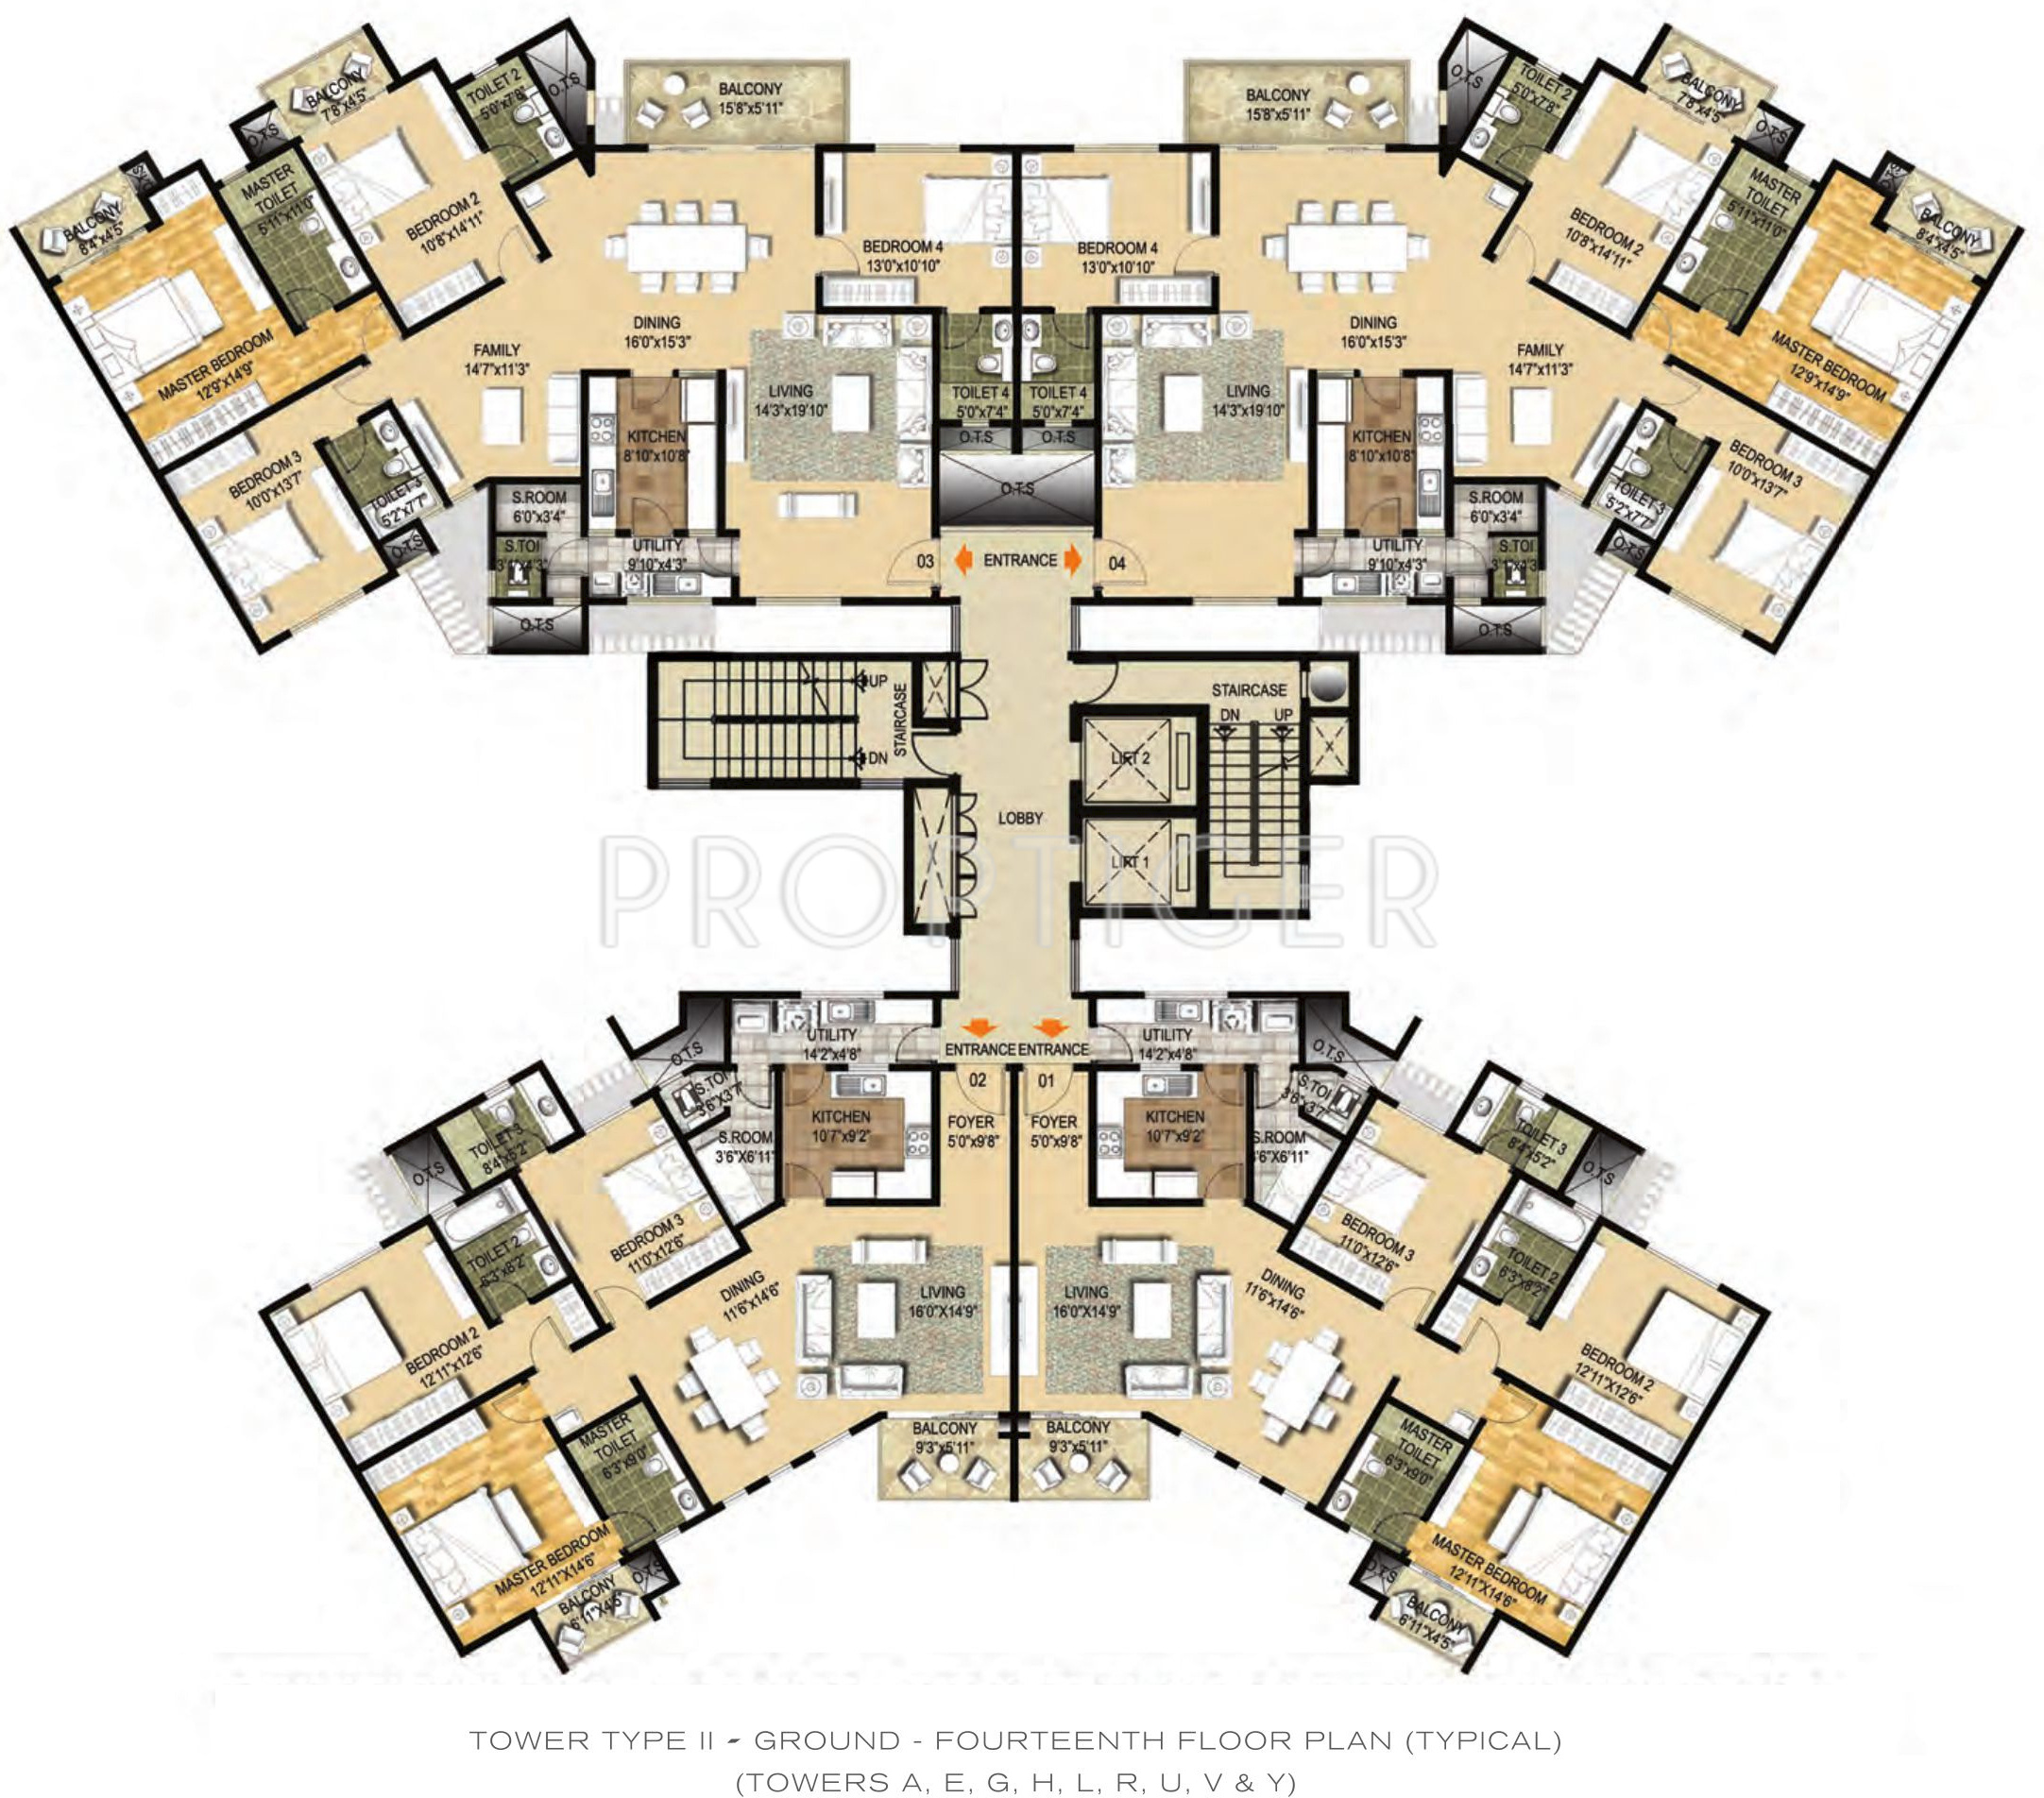 BALCONY
7'8"x4'5"
TOILET 2
5'0"x7'8"
O.T.S
BALCONY
15'8"x5'11"
O.T.S
MASTER
TOILET
5'11"x11'0"
BEDROOM 2
10'8"x14'11"
BALCONY
8'4"x4'5"
MASTER BEDROOM
12'9"x14'9"
FAMILY
14'7"x11'3"
DINING
16'0"x15'3"
BEDROOM 4
13'0"x10'10"
LIVING
14'3"x19'10"
KITCHEN
8'10"x10'8"
TOILET 4
5'0"x7'4"
O.T.S
BEDROOM 3
10'0"x13'7"
TOILET 3
5'2"x7'7"
O.T.S
S.ROOM
6'0"x3'4"
S.TOI
UTILITY
9'10"x4'3"
O.T.S
03
BALCONY
15'8"x5'11"
O.T.S
TOILET 2
5'0"x7'8"
BALCONY
7'8"x4'5"
O.T.S
MASTER
TOILET
5'11"x11'0"
BEDROOM 2
10'8"x14'11"
BALCONY
8'4"x4'5"
MASTER BEDROOM
12'9"x14'9"
BEDROOM 4
13'0"x10'10"
DINING
16'0"x15'3"
FAMILY
14'7"x11'3"
TOILET 4
5'0"x7'4"
O.T.S
LIVING
14'3"x19'10"
KITCHEN
8'10"x10'8"
BEDROOM 3
10'0"x13'7"
TOILET 3
5'2"x7'7"
O.T.S
S.ROOM
6'0"x3'4"
S.TOI
UTILITY
9'10"x4'3"
O.T.S
04
O.T.S
ENTRANCE
UP
STAIRCASE
DN
STAIRCASE
DN
UP
LIFT 2
LIFT 1
LOBBY
PROPTIGER
UTILITY
14'2"x4'8"
ENTRANCE
02
FOYER
5'0"x9'8"
KITCHEN
10'7"x9'2"
O.T.S
S.TOI
3'6"X3'7"
S.ROOM
3'6"X6'11"
TOILET 3
8'4"x5'2"
O.T.S
TOILET 2
6'3"x8'2"
BEDROOM 3
11'0"x12'6"
DINING
11'6"x14'6"
LIVING
16'0"X14'9"
BEDROOM 2
12'11"x12'6"
MASTER
TOILET
6'3"x9'0"
BALCONY
9'3"x5'11"
MASTER BEDROOM
12'11"X14'6"
O.T.S
BALCONY
6'11"X4'5"
ENTRANCE
01
FOYER
5'0"x9'8"
UTILITY
14'2"x4'8"
KITCHEN
10'7"x9'2"
O.T.S
S.TOI
3'6"x3'7"
S.ROOM
TOILET 3
8'4"x5'2"
O.T.S
BEDROOM 3
11'0"x12'6"
TOILET 2
6'3"x8'2"
LIVING
16'0"X14'9"
DINING
11'6"x14'6"
BEDROOM 2
12'11"X12'6"
MASTER
TOILET
6'3"x9'0"
BALCONY
9'3"x5'11"
MASTER BEDROOM
12'11"X14'6"
O.T.S
BALCONY
6'11"X4'5"
TOWER TYPE II - GROUND - FOURTEENTH FLOOR PLAN (TYPICAL)
(TOWERS A, E, G, H, L, R, U, V & Y)